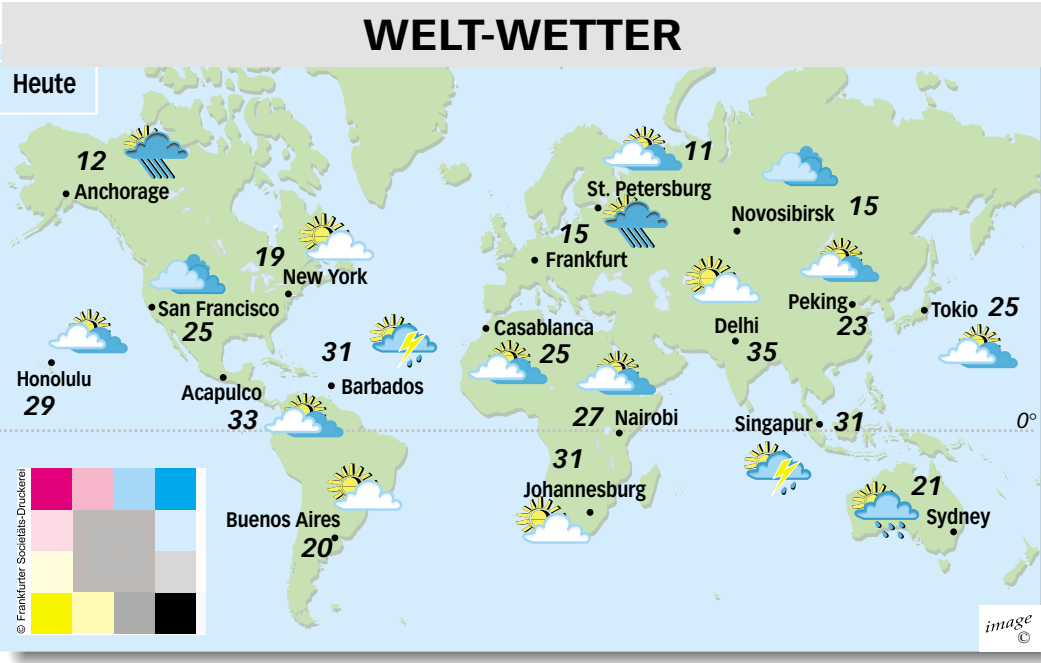 WELT-WETTER
Heute
12
Anchorage
11
St. Petersburg
15
Novosibirsk
15
Frankfurt
19
New York
San Francisco
25
Peking
23
Tokio 25
Delhi
35
Casablanca
25
31
Barbados
Honolulu
29
Acapulco
33
27 Nairobi
Singapur 31
0°
31
Johannesburg
21
Sydney
Buenos Aires
20
© Frankfurter Societäts-Druckerei
image
©